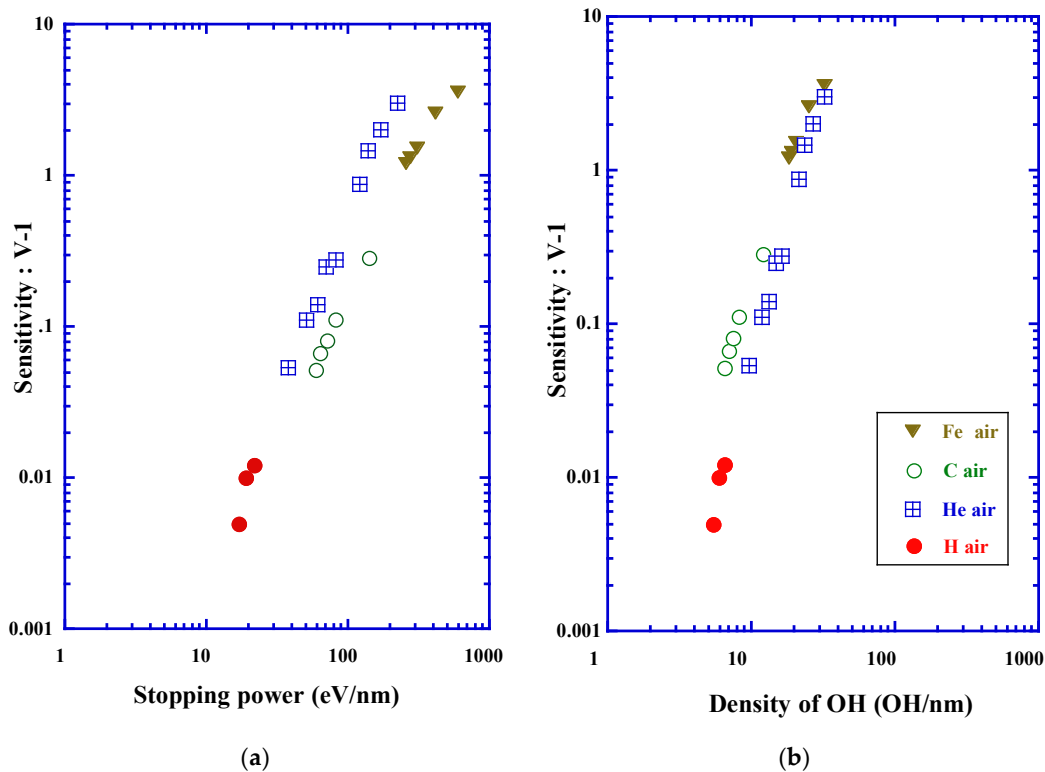 10
1
0.1
0.01
0.001
1
10
100
1000
Sensitivity : V-1
Stopping power (eV/nm)
(a)
10
1
0.1
0.01
0.001
1
10
100
1000
Sensitivity : V-1
Density of OH (OH/nm)
Fe air
C air
He air
H air
(b)